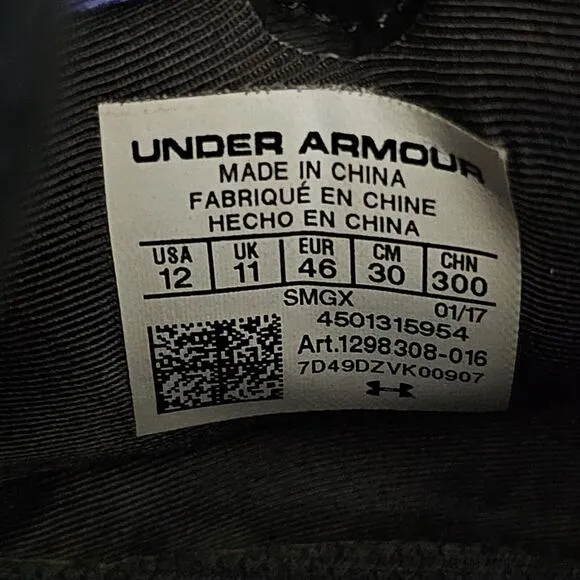 UNDER ARMOUR
MADE IN CHINA
FABRIQUÉ EN CHINE
HECHO EN CHINA
USA UK EUR CM CHN
12 11 46 30 300
SMGX 01/17
4501315954
Art.1298308-016
7D49DZVK00907